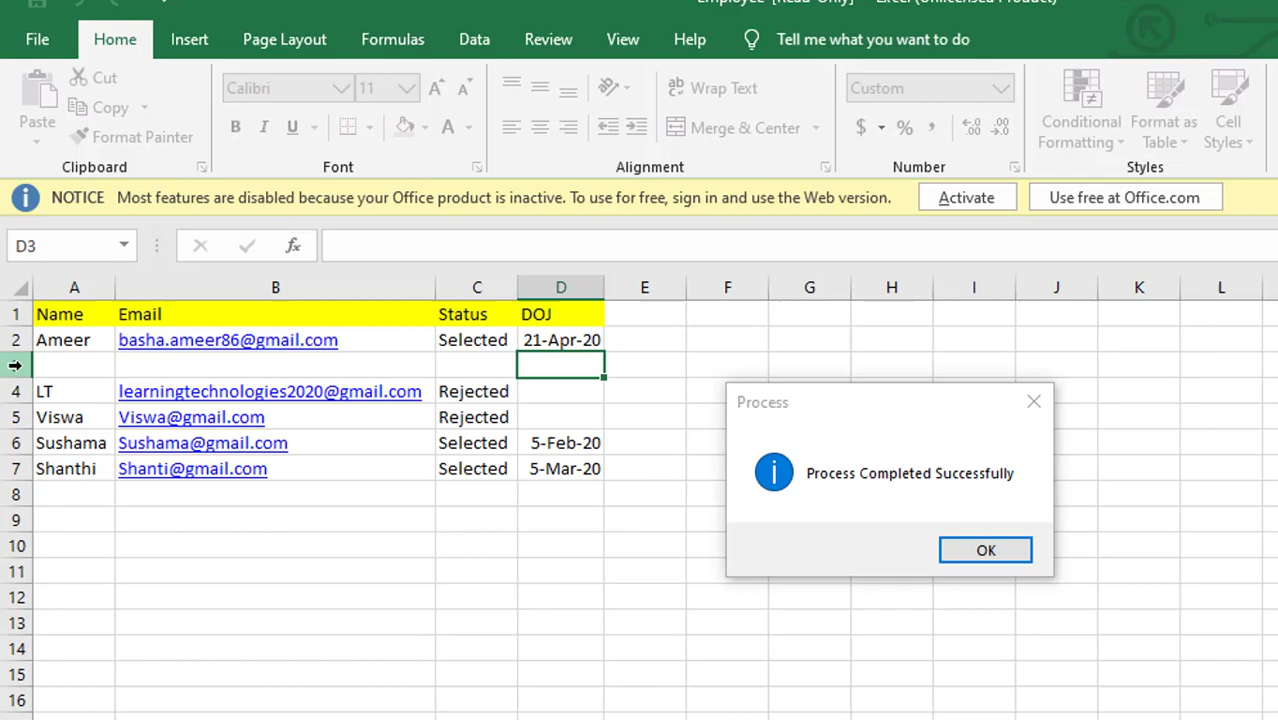 Employee [Read-Only] - Excel (Unlicensed Product)
File Home Insert Page Layout Formulas Data Review View Help Tell me what you want to do
Cut
Copy
Format Painter
Paste
Clipboard
Calibri 11
B I U
Font
Wrap Text
Merge & Center
Alignment
Custom
$ % ,
Number
Conditional Formatting
Format as Table
Cell Styles
Styles
NOTICE Most features are disabled because your Office product is inactive. To use for free, sign in and use the Web version. Activate Use free at Office.com
D3 fx
A B C D E F G H I J K L
1 Name Email Status DOJ
2 Ameer basha.ameer86@gmail.com Selected 21-Apr-20
4 LT learningtechnologies2020@gmail.com Rejected
5 Viswa Viswa@gmail.com Rejected
6 Sushama Sushama@gmail.com Selected 5-Feb-20
7 Shanthi Shanti@gmail.com Selected 5-Mar-20
8
9
10
11
12
13
14
15
16
Process
Process Completed Successfully
OK